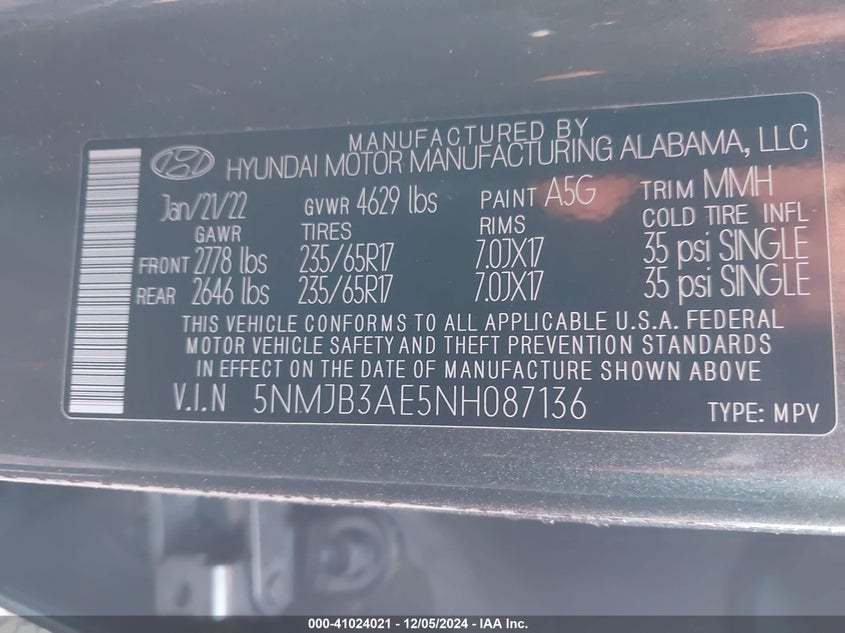 MANUFACTURED BY
HYUNDAI MOTOR MANUFACTURING ALABAMA, LLC
Jan/21/22 GVWR 4629 lbs PAINT A5G TRIM MMH
GAWR TIRES RIMS COLD TIRE INFL
FRONT 2778 lbs 235/65R17 7.0JX17 35 psi SINGLE
REAR 2646 lbs 235/65R17 7.0JX17 35 psi SINGLE
THIS VEHICLE CONFORMS TO ALL APPLICABLE U.S.A. FEDERAL
MOTOR VEHICLE SAFETY AND THEFT PREVENTION STANDARDS
IN EFFECT ON THE DATE OF MANUFACTURE SHOWN ABOVE
V.I.N 5NMJB3AE5NH087136 TYPE: MPV
000-41024021 - 12/05/2024 - IAA Inc.